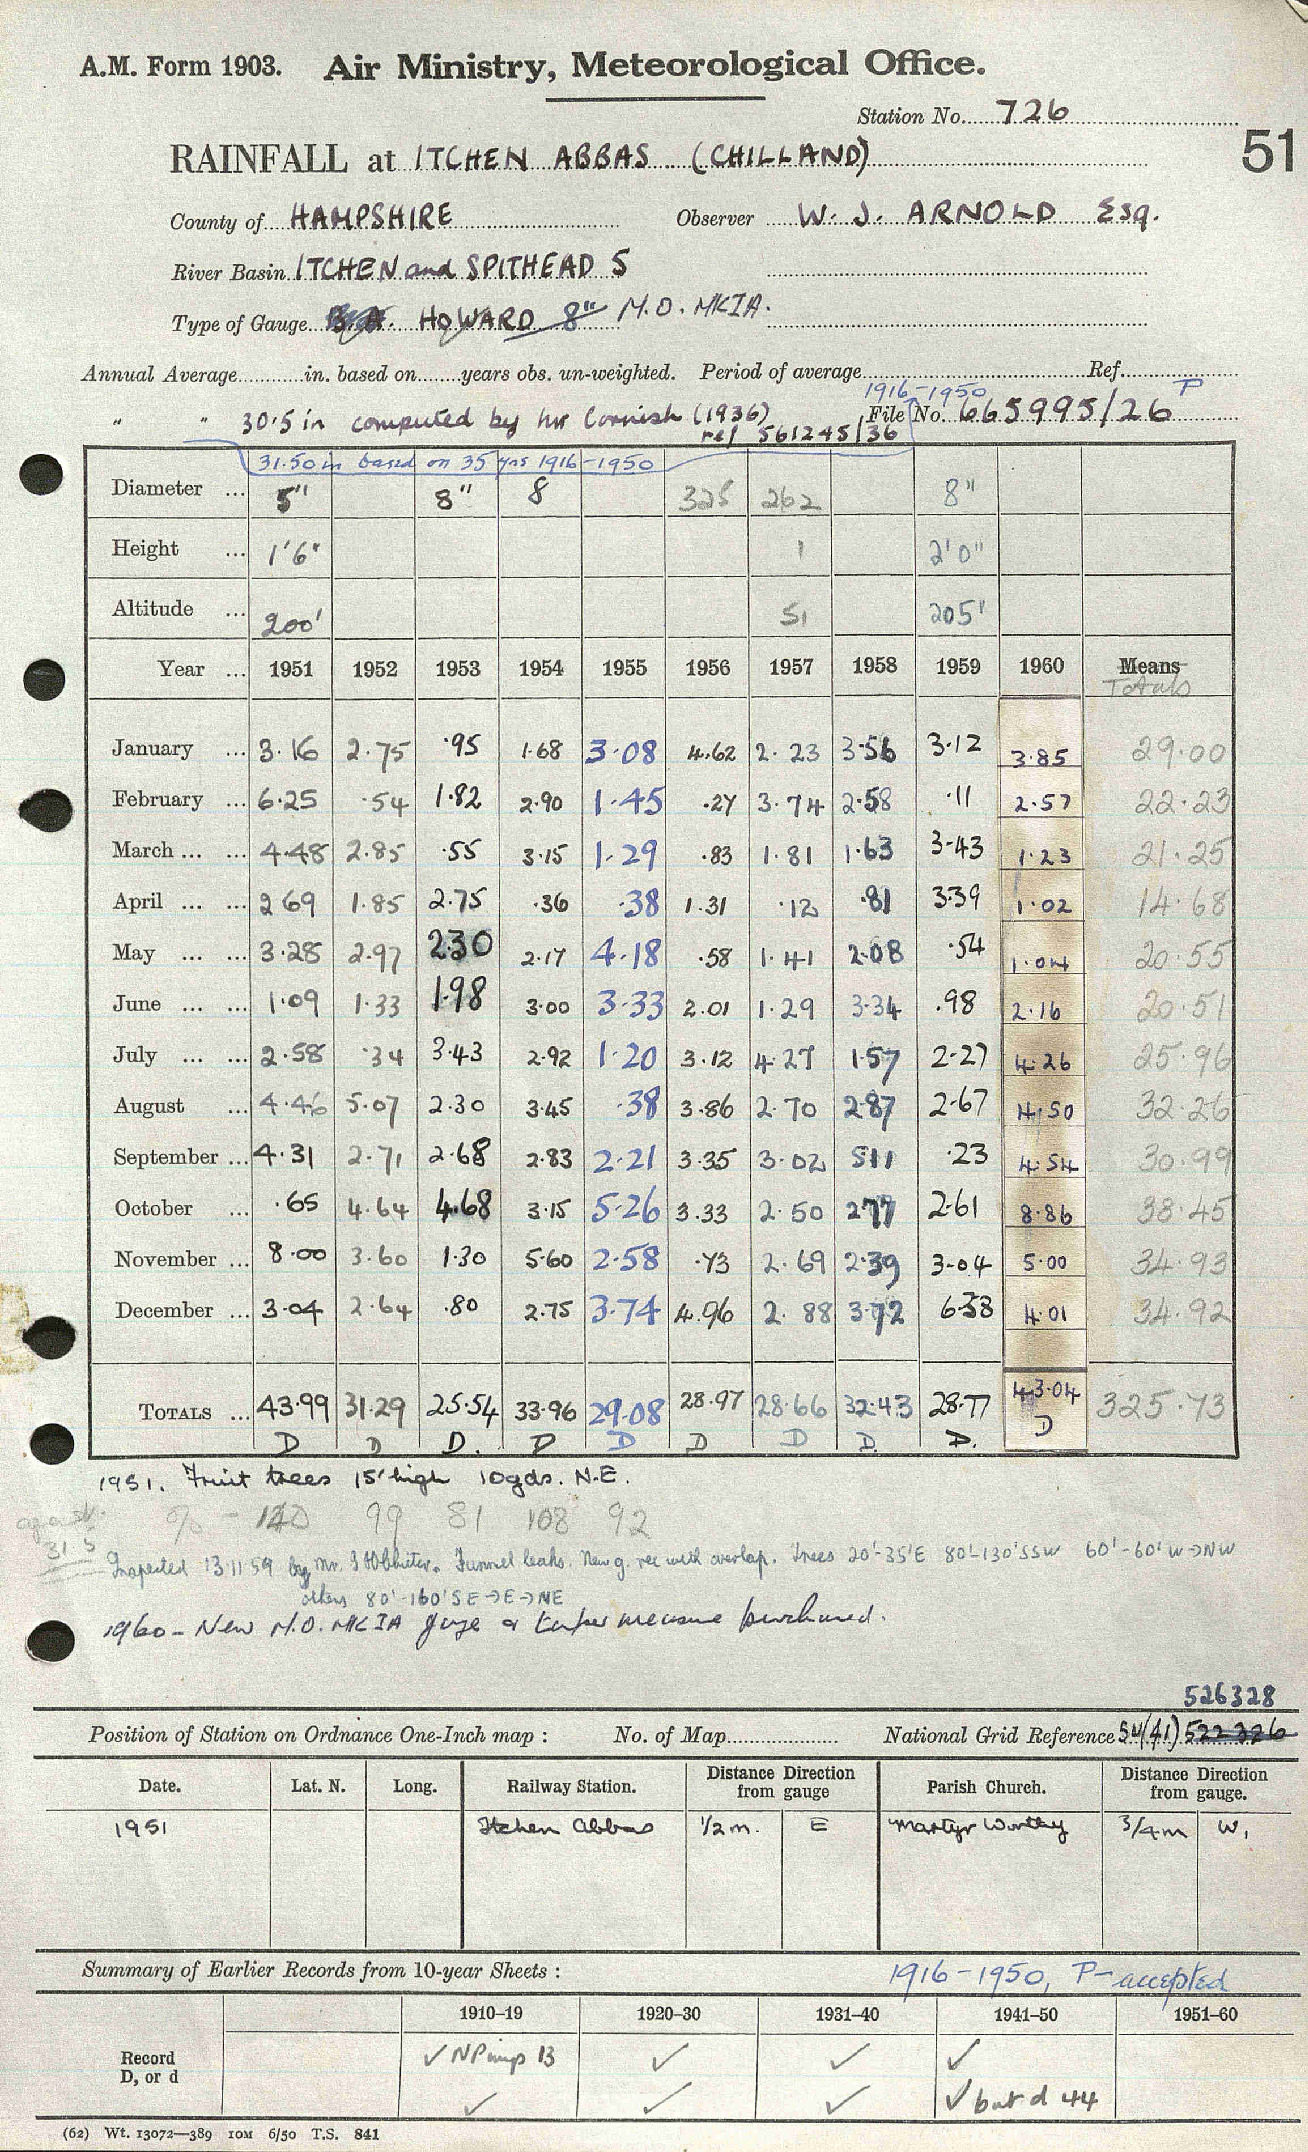 A.M. Form 1903. Air Ministry, Meteorological Office.
Station No. 726
51
RAINFALL at ITCHEN ABBAS (CHILLAND)
County of HAMPSHIRE Observer W. J. ARNOLD Esq.
River Basin ITCHEN and SPITHEAD S
Type of Gauge HOWARD 8" M.O. MKIA.
Annual Average in. based on years obs. un-weighted. Period of average Ref.
1916-1950 P
" " 30.5 in computed by Mr Cornish (1936) File No. 665995/26
ref 561245/36
31.50 in based on 35 yrs 1916-1950
Diameter ... 5" 8" 8 325 262 8"
Height ... 1'6" 1 2'0"
Altitude ... 200' 51 205'
Year ... 1951 1952 1953 1954 1955 1956 1957 1958 1959 1960 Means
Totals
January ... 3.16 2.75 .95 1.68 3.08 4.62 2.23 3.56 3.12 3.85 29.00
February ... 6.25 .54 1.82 2.90 1.45 .27 3.74 2.58 .11 2.57 22.23
March ... ... 4.48 2.85 .55 3.15 1.29 .83 1.81 1.63 3.43 1.23 21.25
April ... ... 2.69 1.85 2.75 .36 .38 1.31 .12 .81 3.39 1.02 14.68
May ... ... 3.28 2.97 2.30 2.17 4.18 .58 1.41 2.08 .54 1.04 20.55
June ... ... 1.09 1.33 1.98 3.00 3.33 2.01 1.29 3.34 .98 2.16 20.51
July ... ... 2.58 .34 3.43 2.92 1.20 3.12 4.27 1.57 2.27 4.26 25.96
August ... 4.46 5.07 2.30 3.45 .38 3.86 2.70 2.87 2.67 4.50 32.26
September ... 4.31 2.71 2.68 2.83 2.21 3.35 3.02 5.11 .23 4.54 30.99
October ... .65 4.64 4.68 3.15 5.26 3.33 2.50 2.77 2.61 8.86 38.45
November ... 8.00 3.60 1.30 5.60 2.58 .73 2.69 2.39 3.04 5.00 34.93
December ... 3.04 2.64 .80 2.75 3.74 4.96 2.88 3.72 6.38 4.01 34.92
TOTALS ... 43.99 31.29 25.54 33.96 29.08 28.97 28.66 32.43 28.77 43.04 325.73
D D D. D D D D D. D. D
1951. Fruit trees 15' high 10yds. N.E.
against 31.5 % - 140 99 81 108 92
Inspected 13.11.59 by Mr. Funnel leaks. New g. rec with overlap. Trees 20'-35'E 80'-130'SSW 60'-60'W→NW
others 80'-160'SE→E→NE
1960 - New M.O. MKIA gauge & taper measure purchased.
526328
Position of Station on Ordnance One-Inch map : No. of Map National Grid Reference SU(41) 522326
Date. Lat. N. Long. Railway Station. Distance from gauge Direction Parish Church. Distance from gauge. Direction
1951 Itchen Abbas 1/2 m. E Martyr Worthy 3/4 m W.
Summary of Earlier Records from 10-year Sheets : 1916-1950, P-accepted
1910-19 1920-30 1931-40 1941-50 1951-60
Record D, or d ✓ 13 ✓ ✓ ✓
✓ ✓ ✓ ✓ but d 44
(62) Wt. 13072—389 10M 6/50 T.S. 841